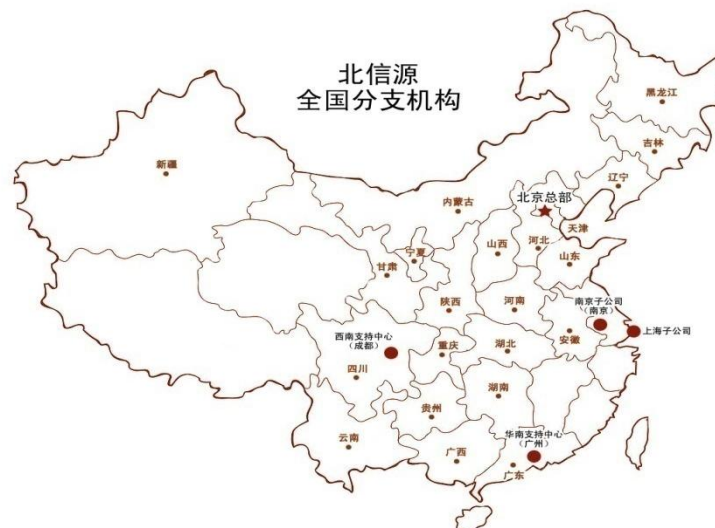 北信源
全国分支机构
黑龙江
吉林
辽宁
新疆
内蒙古
北京总部
天津
山西
河北
宁夏
山东
甘肃
陕西
河南
南京子公司
（南京）
上海子公司
西南支持中心
（成都）
重庆
湖北
安徽
四川
湖南
贵州
云南
华南支持中心
（广州）
广西
广东